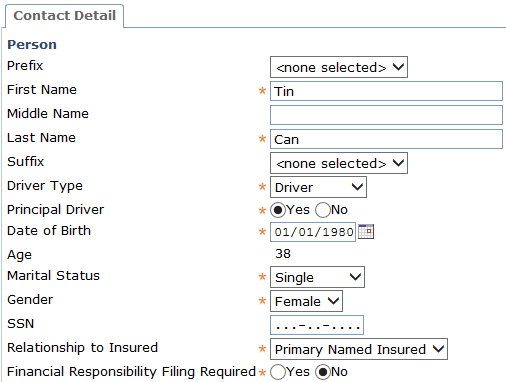 Contact Detail
Person
Prefix <none selected>
First Name * Tin
Middle Name
Last Name * Can
Suffix <none selected>
Driver Type * Driver
Principal Driver * Yes No
Date of Birth * 01/01/1980
Age 38
Marital Status * Single
Gender * Female
SSN ...-..-....
Relationship to Insured * Primary Named Insured
Financial Responsibility Filing Required * Yes No